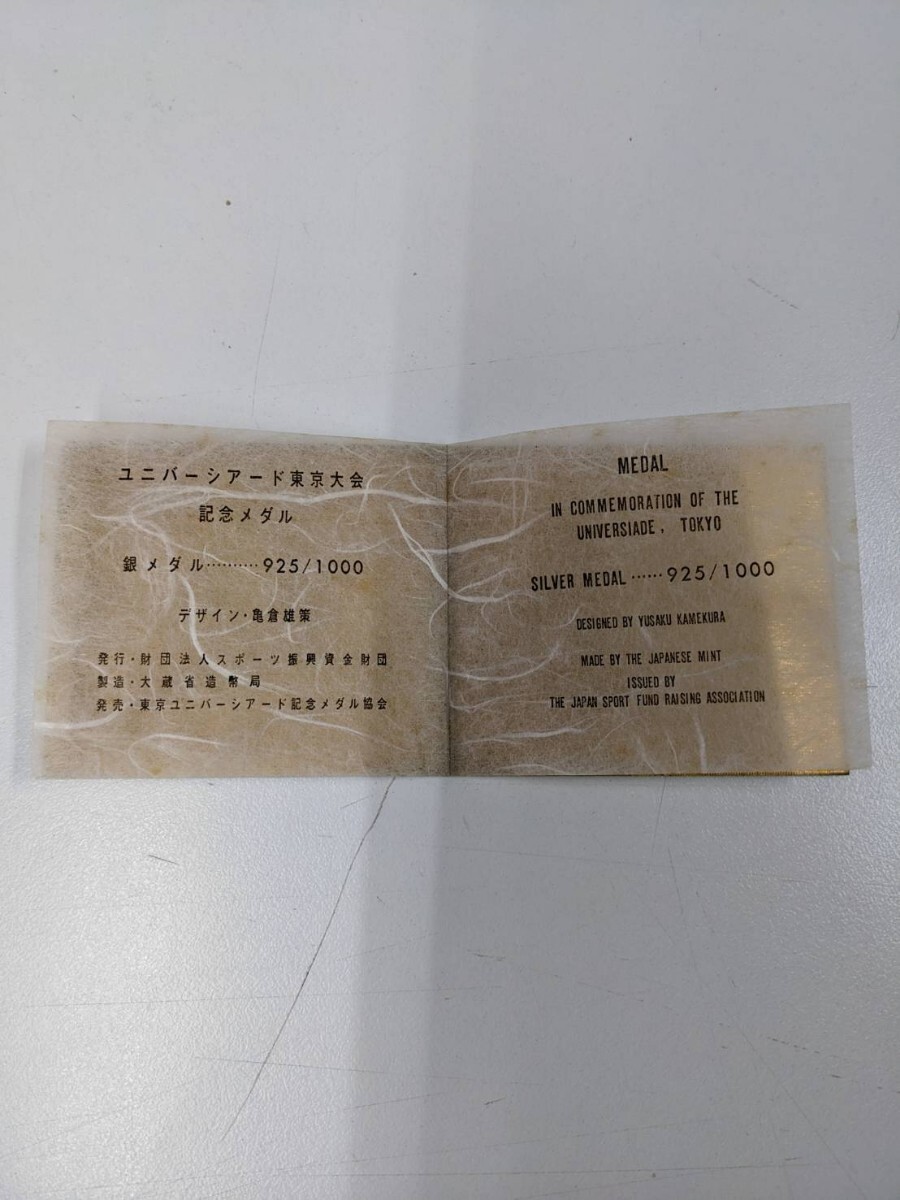 ユニバーシアード東京大会
記念メダル
銀メダル‥‥‥‥‥925/1000
デザイン・亀倉雄策
発行・財団法人スポーツ振興資金財団
製造・大蔵省造幣局
発売・東京ユニバーシアード記念メダル協会
MEDAL
IN COMMEMORATION OF THE
UNIVERSIADE, TOKYO
SILVER MEDAL ‥‥‥925/1000
DESIGNED BY YUSAKU KAMEKURA
MADE BY THE JAPANESE MINT
ISSUED BY
THE JAPAN SPORT FUND RAISING ASSOCIATION